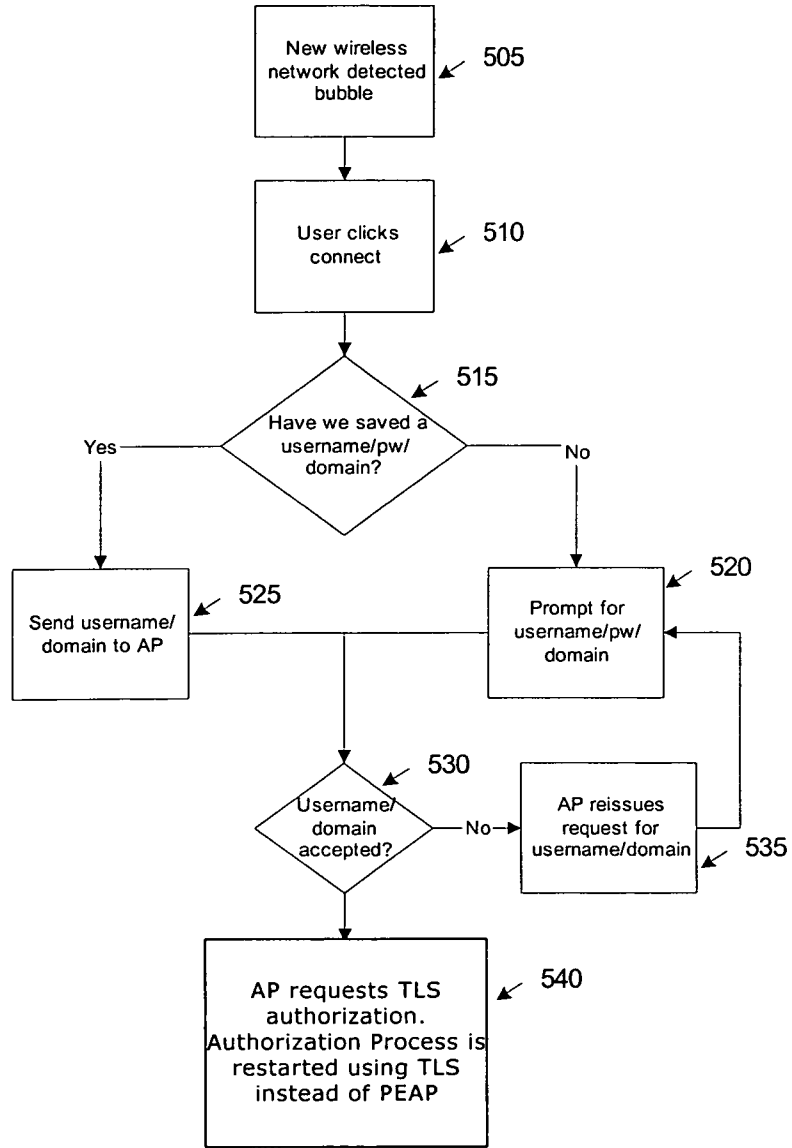 New wireless
network detected
bubble
505
User clicks
connect
510
515
Have we saved a
username/pw/
domain?
Yes
No
525
Send username/
domain to AP
520
Prompt for
username/pw/
domain
530
Username/
domain
accepted?
No
AP reissues
request for
username/domain
535
540
AP requests TLS
authorization.
Authorization Process is
restarted using TLS
instead of PEAP